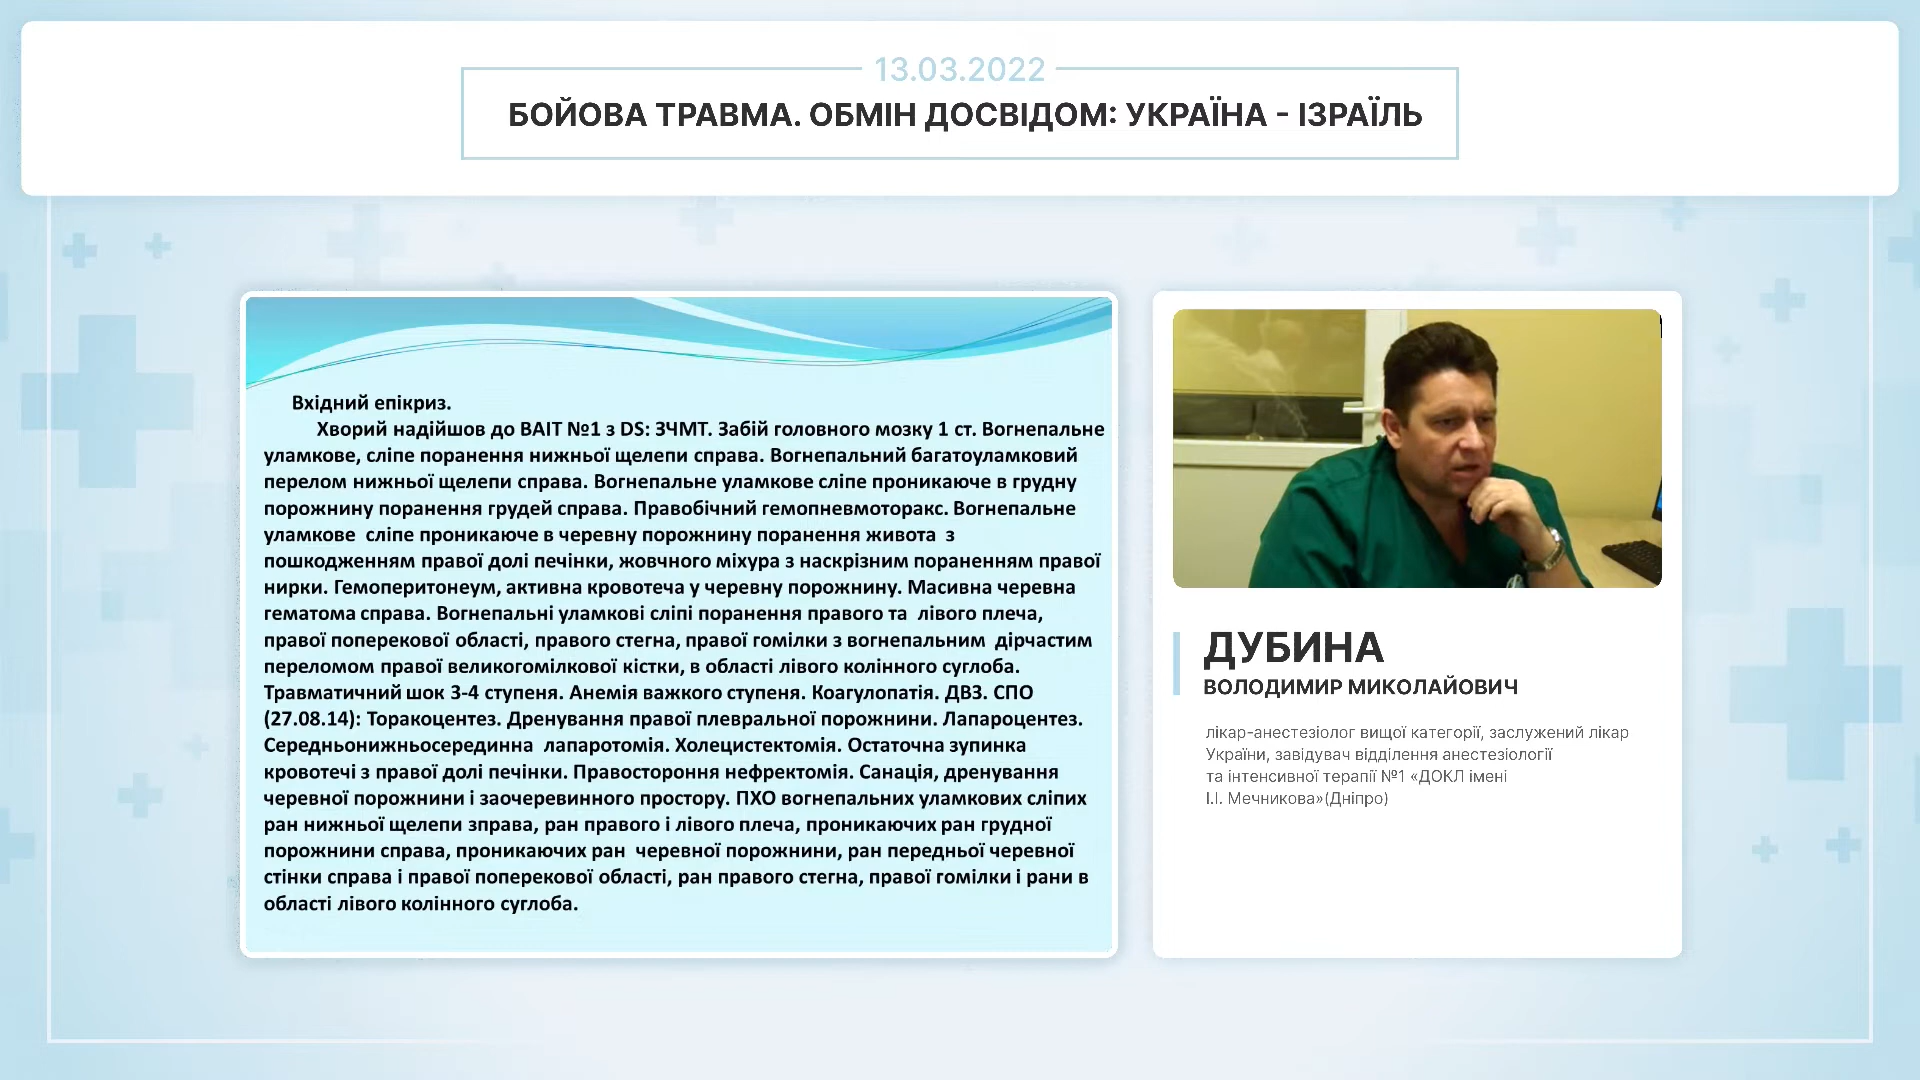 13.03.2022
БОЙОВА ТРАВМА. ОБМІН ДОСВІДОМ: УКРАЇНА - ІЗРАЇЛЬ
Вхідний епікриз.
Хворий надійшов до ВАІТ №1 з DS: ЗЧМТ. Забій головного мозку 1 ст. Вогнепальне
уламкове, сліпе поранення нижньої щелепи справа. Вогнепальний багатоуламковий
перелом нижньої щелепи справа. Вогнепальне уламкове сліпе проникаюче в грудну
порожнину поранення грудей справа. Правобічний гемопневмоторакс. Вогнепальне
уламкове сліпе проникаюче в черевну порожнину поранення живота з
пошкодженням правої долі печінки, жовчного міхура з наскрізним пораненням правої
нирки. Гемоперитонеум, активна кровотеча у черевну порожнину. Масивна черевна
гематома справа. Вогнепальні уламкові сліпі поранення правого та лівого плеча,
правої поперекової області, правого стегна, правої гомілки з вогнепальним дірчастим
переломом правої великогомілкової кістки, в області лівого колінного суглоба.
Травматичний шок 3-4 ступеня. Анемія важкого ступеня. Коагулопатія. ДВЗ. СПО
(27.08.14): Торакоцентез. Дренування правої плевральної порожнини. Лапароцентез.
Середньонижньосерединна лапаротомія. Холецистектомія. Остаточна зупинка
кровотечі з правої долі печінки. Правостороння нефректомія. Санація, дренування
черевної порожнини і заочеревинного простору. ПХО вогнепальних уламкових сліпих
ран нижньої щелепи зправа, ран правого і лівого плеча, проникаючих ран грудної
порожнини справа, проникаючих ран черевної порожнини, ран передньої черевної
стінки справа і правої поперекової області, ран правого стегна, правої гомілки і рани в
області лівого колінного суглоба.
ДУБИНА
ВОЛОДИМИР МИКОЛАЙОВИЧ
лікар-анестезіолог вищої категорії, заслужений лікар
України, завідувач відділення анестезіології
та інтенсивної терапії №1 «ДОКЛ імені
І.І. Мечникова»(Дніпро)